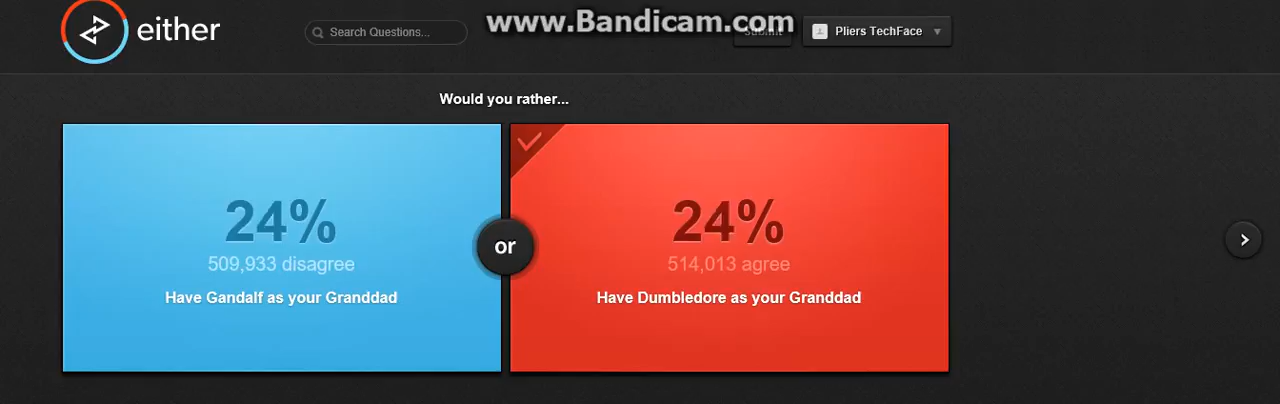 either
Search Questions...
www.Bandicam.com
Submit
Pliers TechFace
Would you rather...
24%
509,933 disagree
Have Gandalf as your Granddad
or
24%
514,013 agree
Have Dumbledore as your Granddad